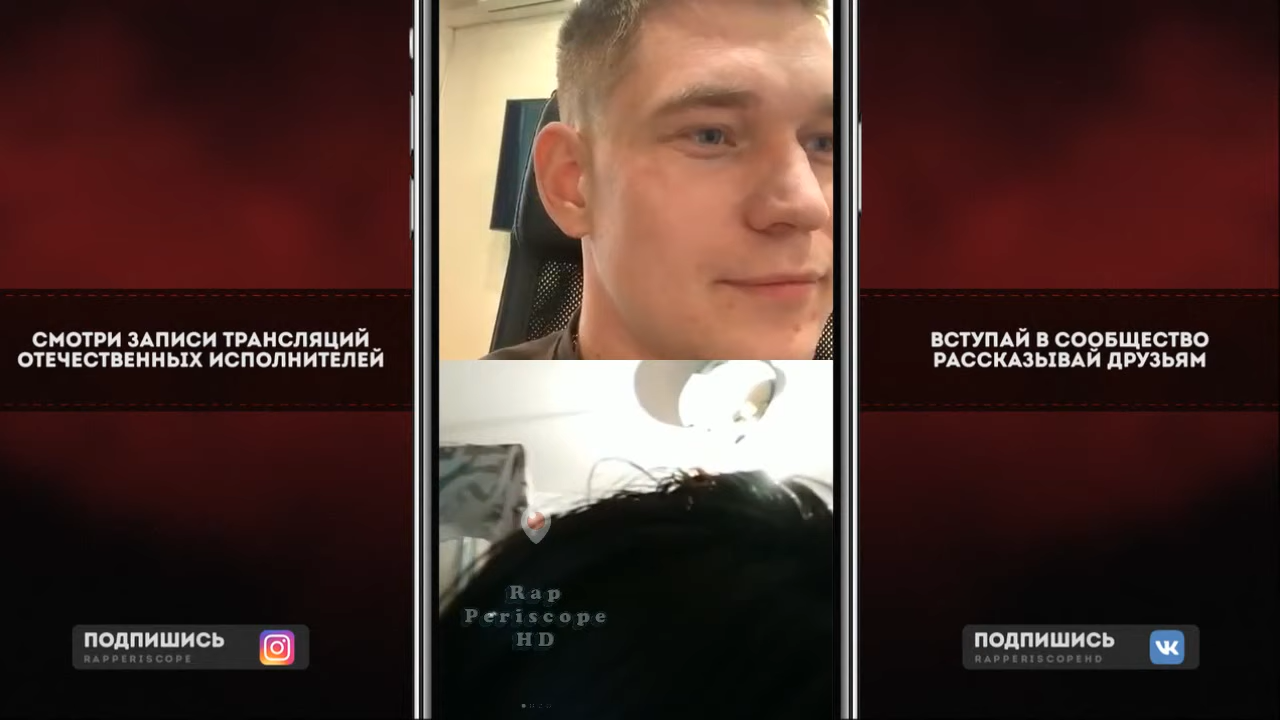 СМОТРИ ЗАПИСИ ТРАНСЛЯЦИЙ
ОТЕЧЕСТВЕННЫХ ИСПОЛНИТЕЛЕЙ
ВСТУПАЙ В СООБЩЕСТВО
РАССКАЗЫВАЙ ДРУЗЬЯМ
Rap
Periscope
HD
ПОДПИШИСЬ
RAPPERISCOPE
ПОДПИШИСЬ
RAPPERISCOPEHD